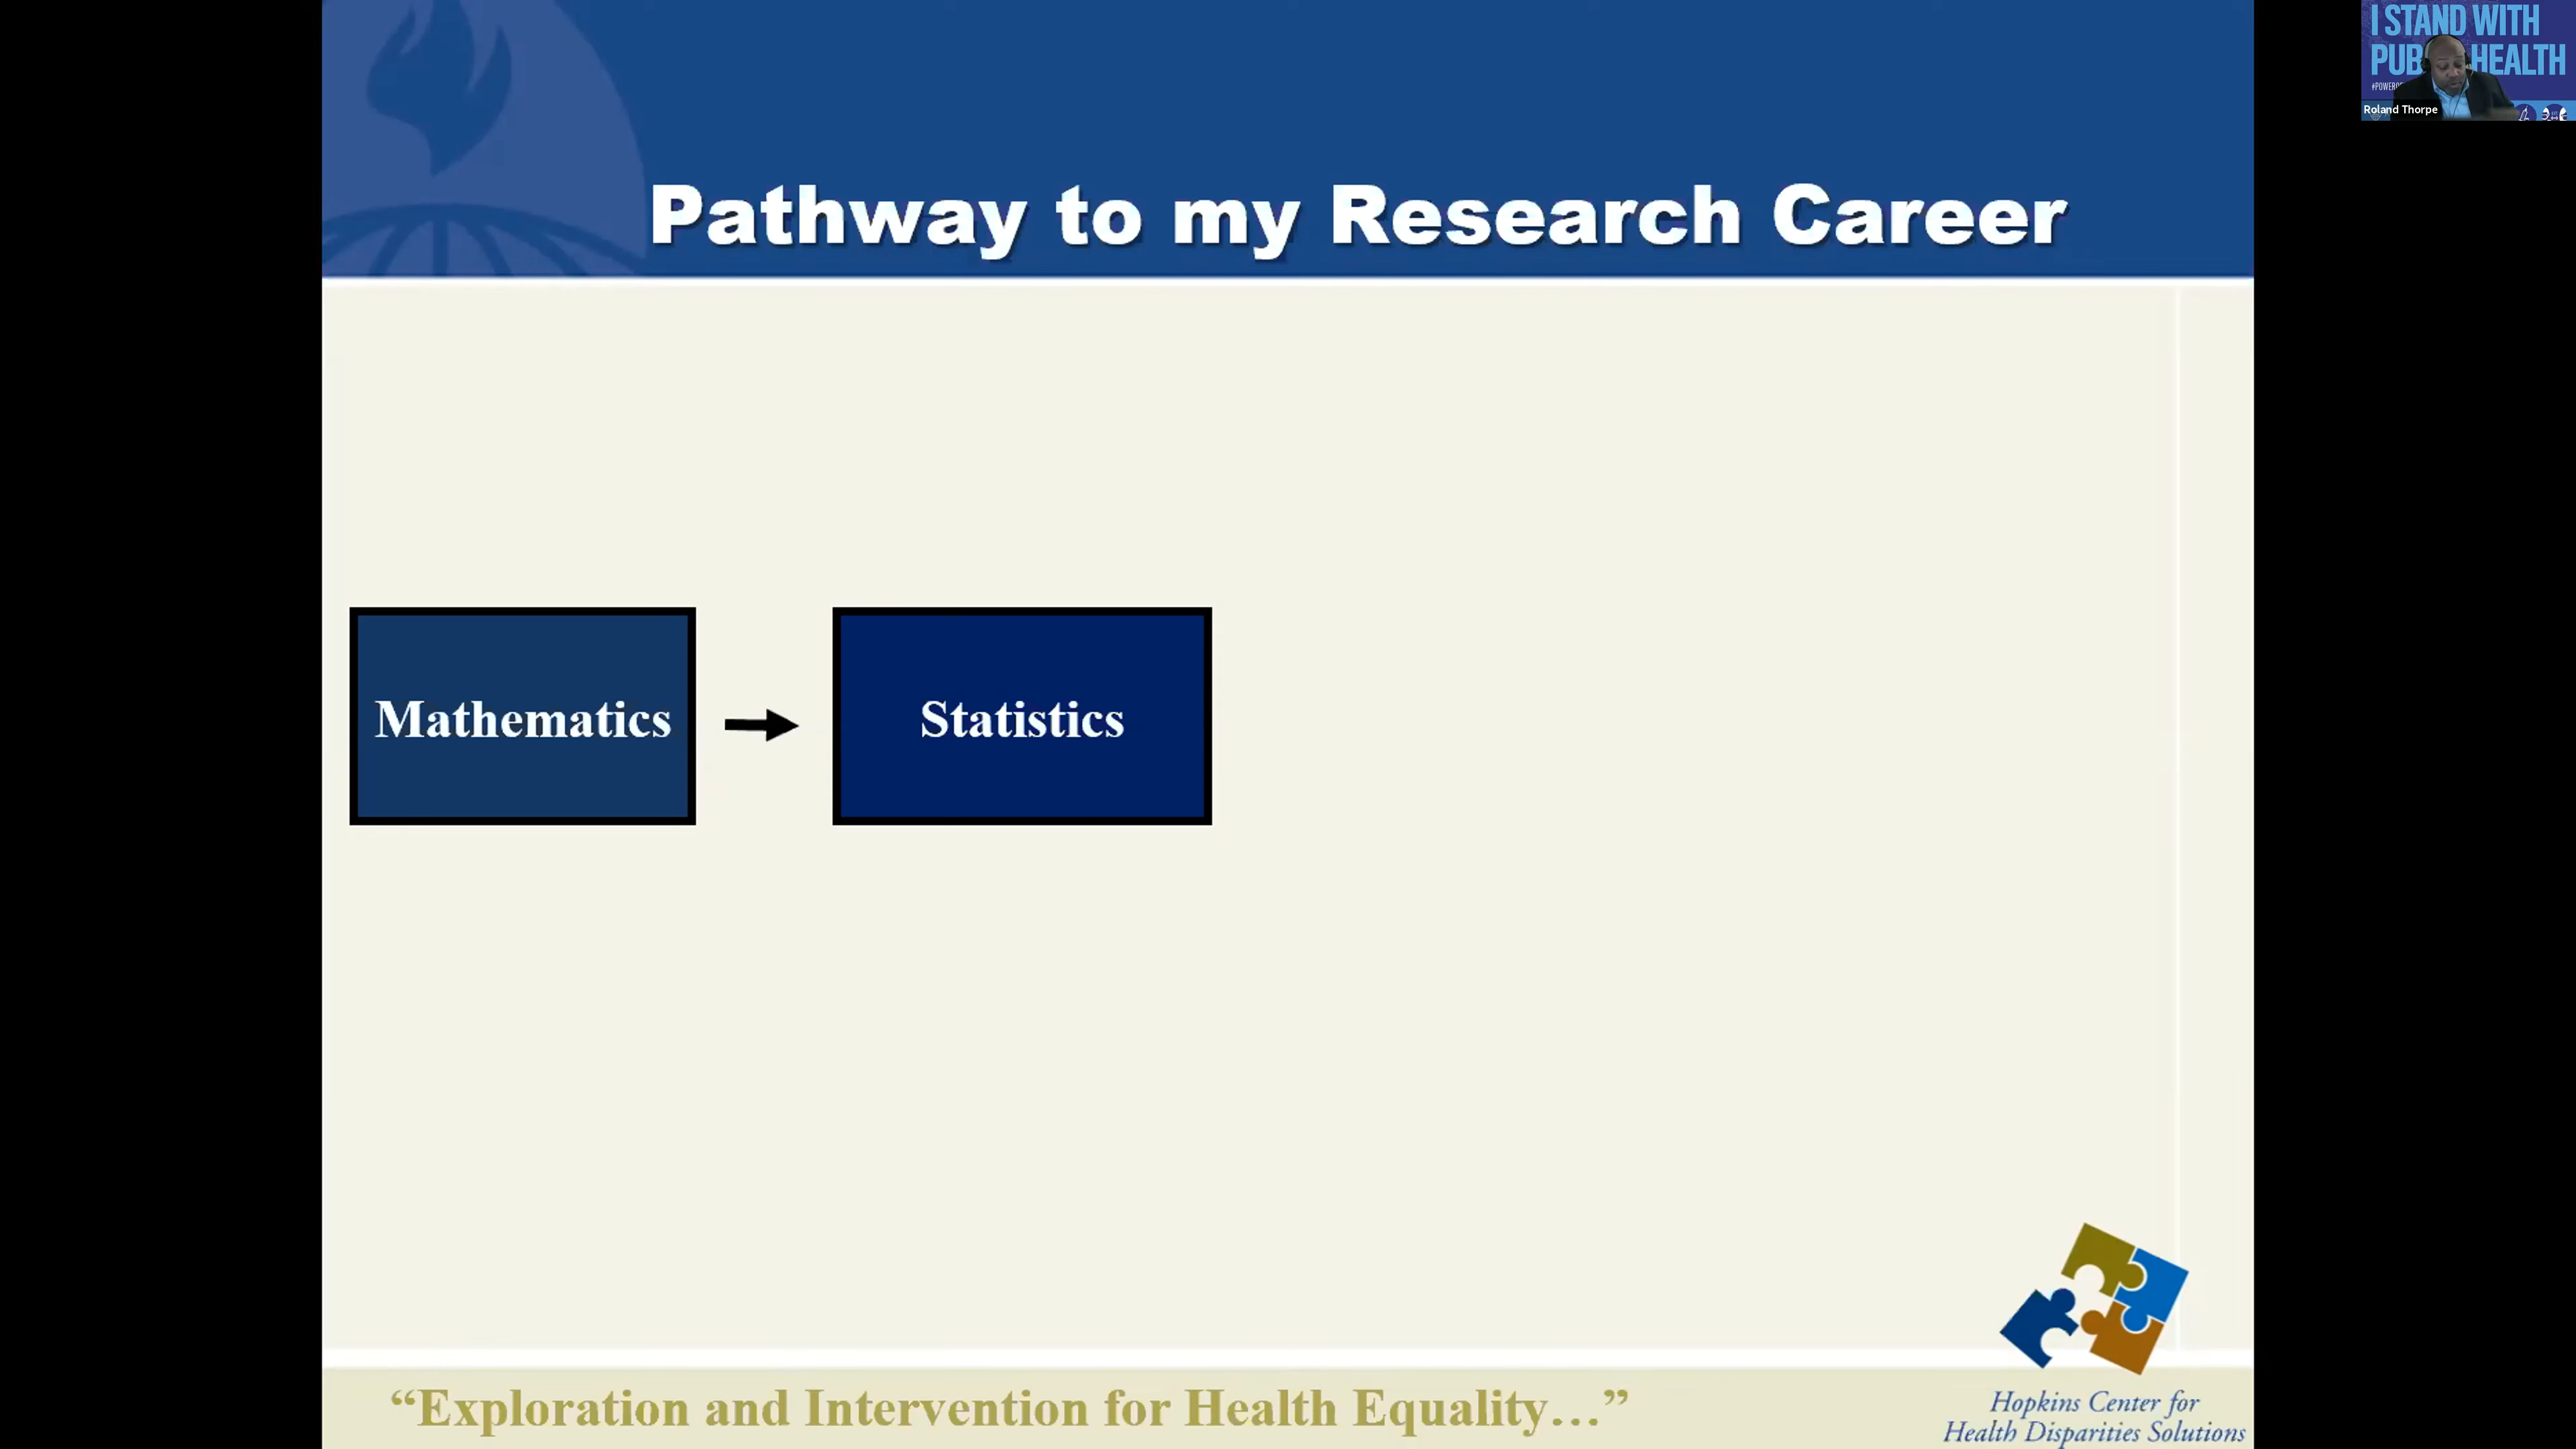 Pathway to my Research Career
Mathematics
Statistics
“Exploration and Intervention for Health Equality…”
Hopkins Center for
Health Disparities Solutions
I STAND WITH
HEALTH
Roland Thorpe